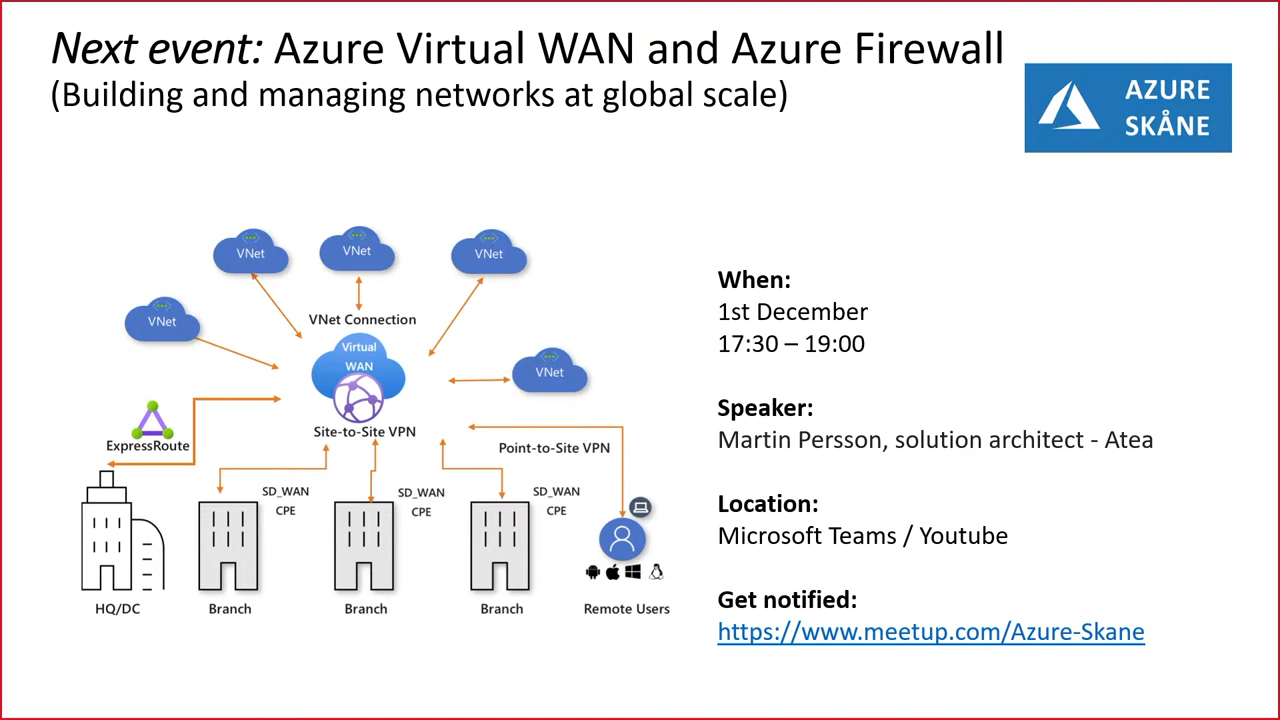 Next event: Azure Virtual WAN and Azure Firewall
(Building and managing networks at global scale)
AZURE
SKÅNE
VNet
VNet
VNet
VNet
VNet Connection
Virtual
WAN
VNet
Site-to-Site VPN
ExpressRoute
Point-to-Site VPN
SD_WAN
CPE
SD_WAN
CPE
SD_WAN
CPE
HQ/DC
Branch
Branch
Branch
Remote Users
When:
1st December
17:30 – 19:00
Speaker:
Martin Persson, solution architect - Atea
Location:
Microsoft Teams / Youtube
Get notified:
https://www.meetup.com/Azure-Skane